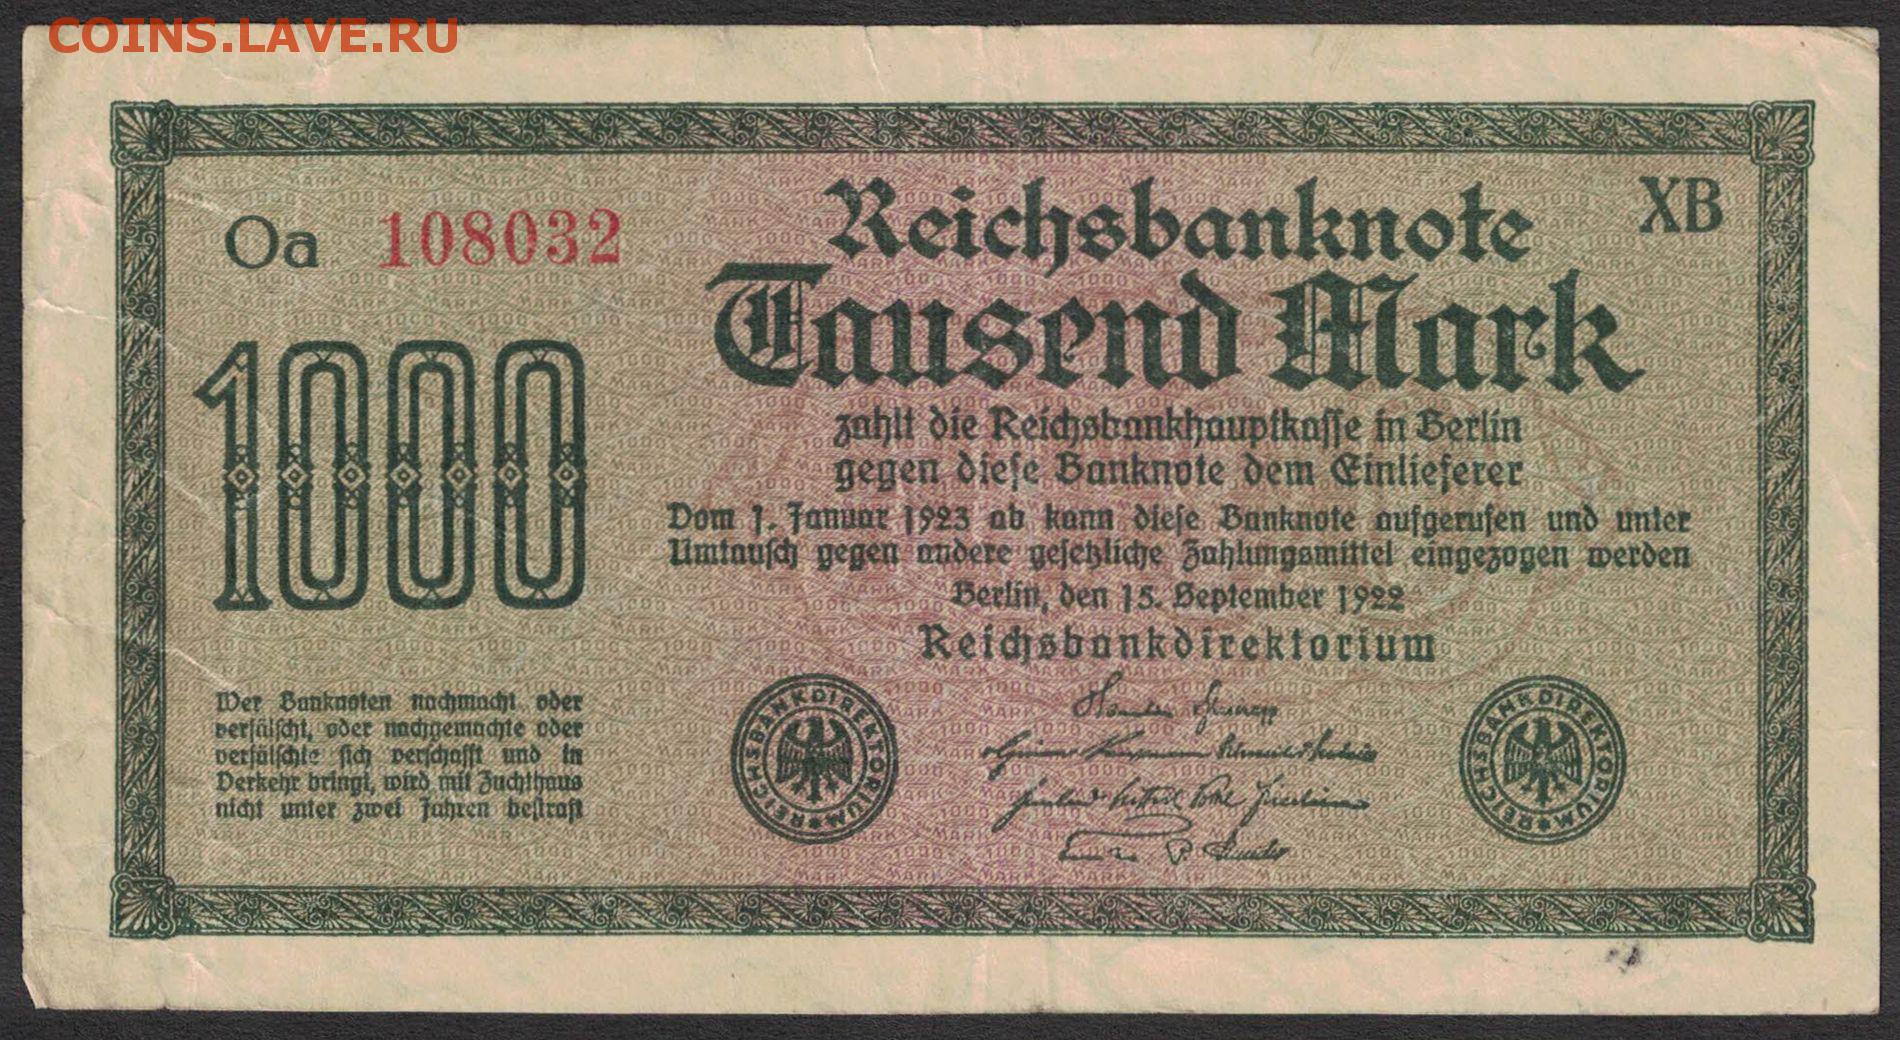 COINS.LAVE.RU
Reichsbanknote
XB
Oa 108032
Tausend Mark
1000
zahlt die Reichsbankhauptkasse in Berlin
gegen diese Banknote dem Einlieferer
Vom 1. Januar 1923 ab kann diese Banknote aufgerufen und unter
Umtausch gegen andere gesetzliche Zahlungsmittel eingezogen werden
Berlin, den 15. September 1922
Reichsbankdirektorium
Wer Banknoten nachmacht oder
verfälscht, oder nachgemachte oder
verfälschte sich verschafft und in
Verkehr bringt, wird mit Zuchthaus
nicht unter zwei Jahren bestraft
REICHSBANKDIREKTORIUM
REICHSBANKDIREKTORIUM